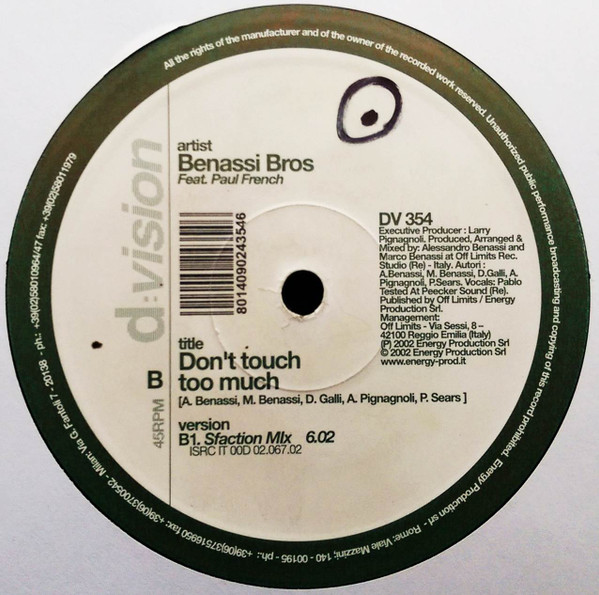 All the rights of the manufacturer and of the owner of the recorded work reserved. Unauthorized public performance broadcasting and copying of this record prohibited. Energy Production srl - Rome: Viale Mazzini, 140 - 00195 - ph.: +39(06)37516950 fax: +39(06)3700542 - Milan: Via G. Fantoli 7 - 20138 - ph.: +39(02)58010964/47 fax: +39(02)58011979
d:vision
artist
Benassi Bros
Feat. Paul French
8014090243546
DV 354
Executive Producer : Larry
Pignagnoli. Produced, Arranged &
Mixed by: Alessandro Benassi and
Marco Benassi at Off Limits Rec.
Studio (Re) - Italy. Autori :
A.Benassi, M. Benassi, D.Galli, A.
Pignagnoli, P.Sears. Vocals: Pablo
Tested At Peecker Sound (Re).
Published by Off Limits / Energy
Production Srl.
Management:
Off Limits - Via Sessi, 8 –
42100 Reggio Emilia (Italy)
(P) 2002 Energy Production Srl
© 2002 Energy Production Srl
www.energy-prod.it
B
45RPM
title
Don't touch
too much
[A. Benassi, M. Benassi, D. Galli, A. Pignagnoli, P. Sears ]
version
B1. Sfaction MIx 6.02
ISRC IT 00D 02.067.02